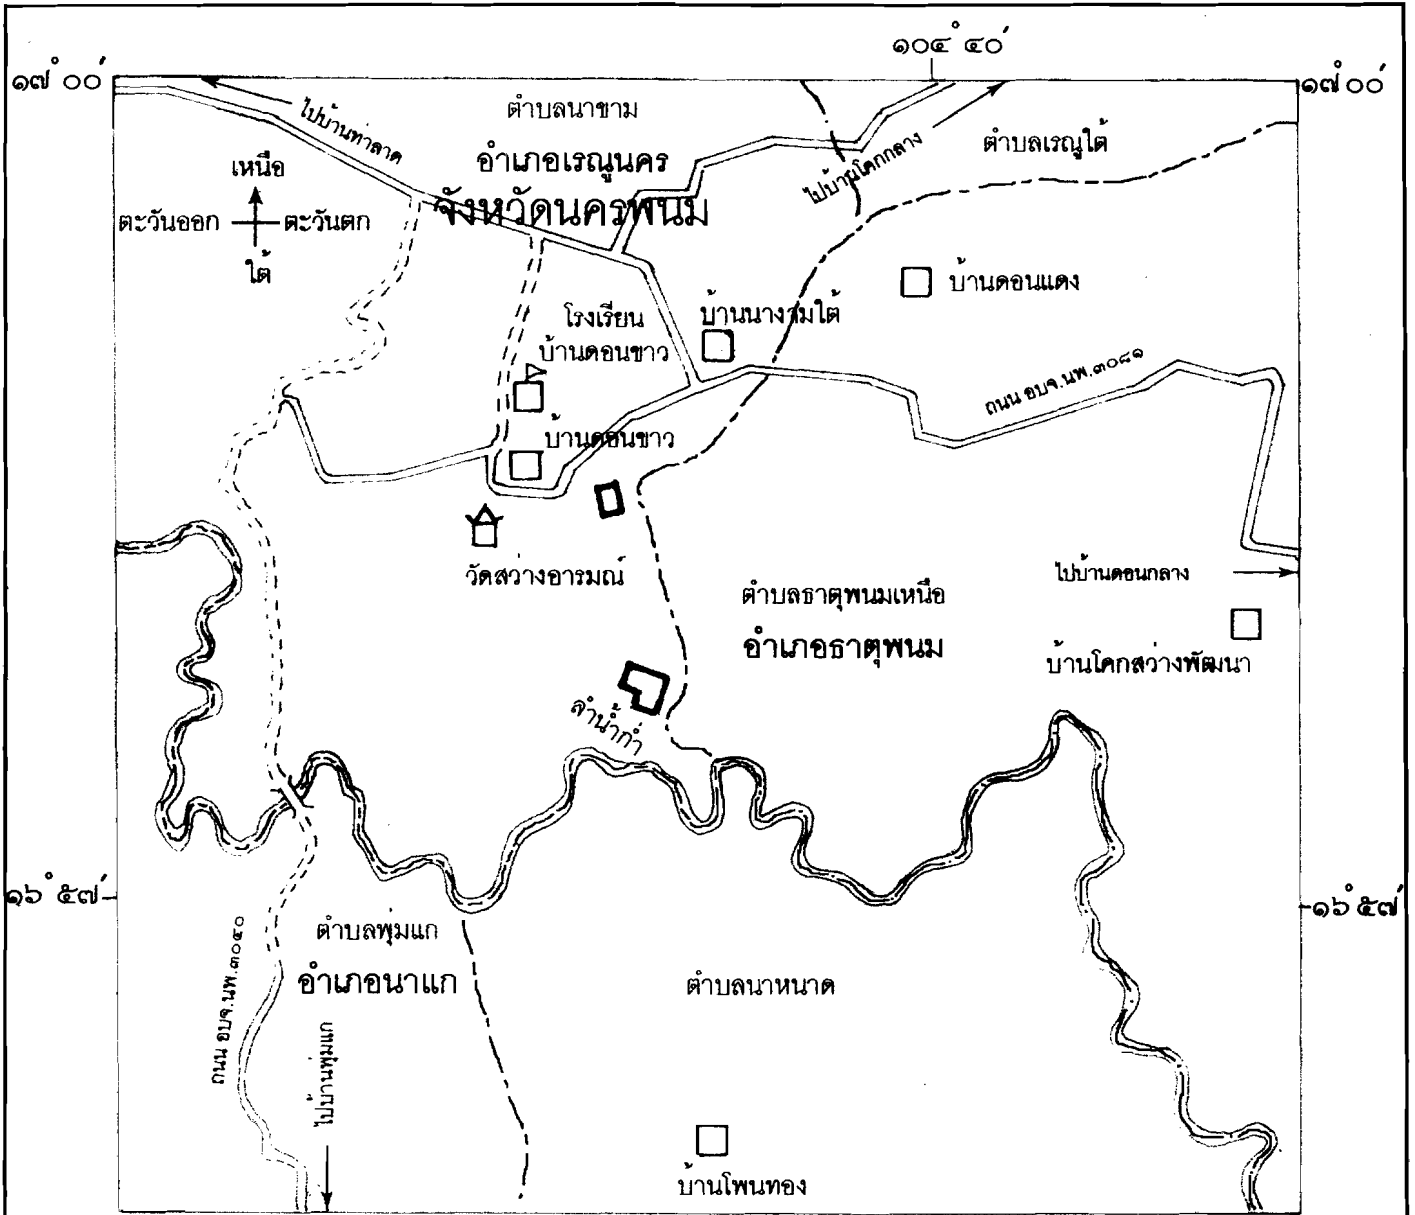 ๑๐๔° ๔๐′
๑๗° ๐๐′
๑๗° ๐๐′
ไปบ้านท่าลาด
ตำบลนาขาม
อำเภอเรณูนคร
จังหวัดนครพนม
ไปบ้านโคกกลาง
ตำบลเรณูใต้
เหนือ
ตะวันออก
ตะวันตก
ใต้
บ้านดอนแดง
โรงเรียน
บ้านดอนขาว
บ้านนางามใต้
ถนน อบจ.นพ.๓๐๘๑
บ้านดอนขาว
วัดสว่างอารมณ์
ไปบ้านดอนกลาง
ตำบลธาตุพนมเหนือ
อำเภอธาตุพนม
บ้านโคกสว่างพัฒนา
ลำน้ำก่ำ
๑๖° ๕๗′
๑๖° ๕๗′
ตำบลพุ่มแก
อำเภอนาแก
ตำบลนาหนาด
ถนน อบจ.นพ.๓๐๔๐
ไปบ้านพุ่มแก
บ้านโพนทอง